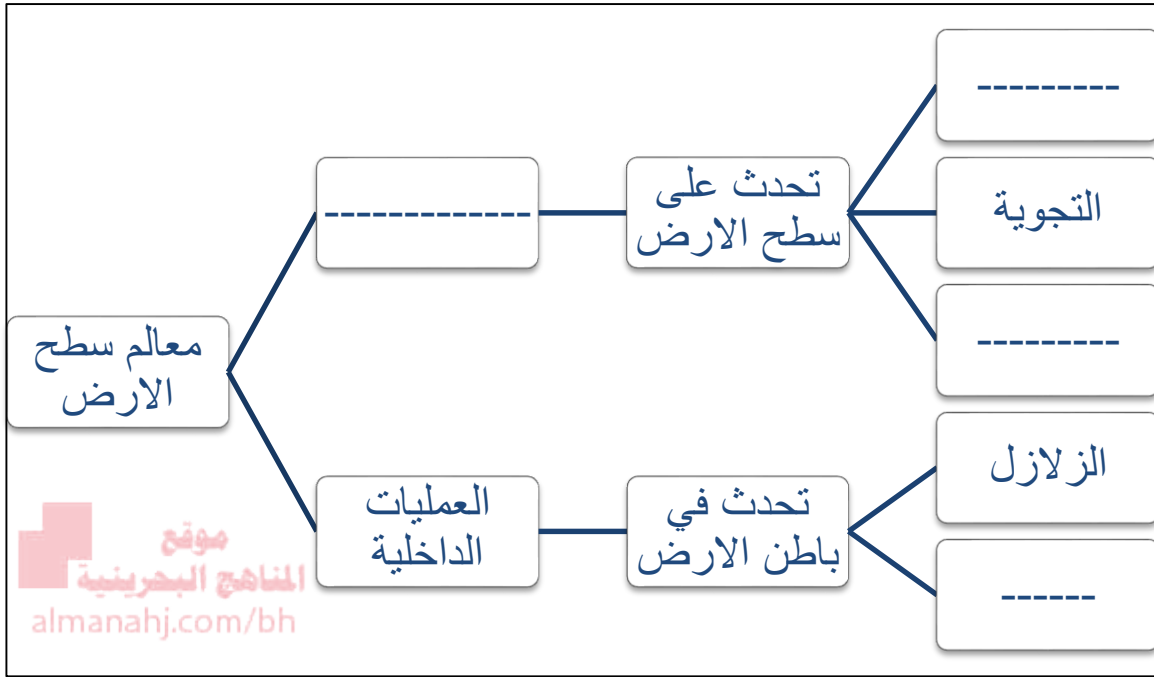 ---------
تحدث على
سطح الارض
-------------
التجوية
---------
معالم سطح
الارض
الزلازل
تحدث في
باطن الارض
العمليات
الداخلية
------
موقع
المناهج البحرينية
almanahj.com/bh